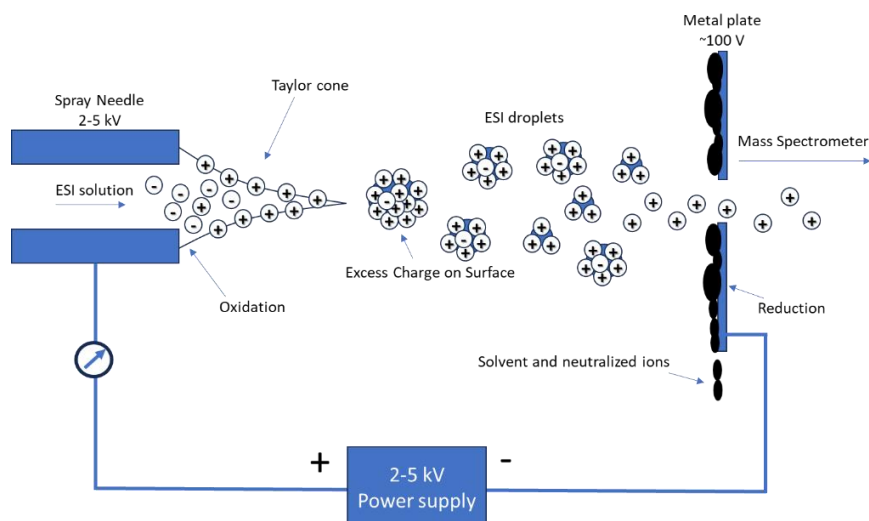 Metal plate
~100 V
Taylor cone
Spray Needle
2-5 kV
ESI droplets
Mass Spectrometer
ESI solution
Excess Charge on Surface
Oxidation
Reduction
Solvent and neutralized ions
+
-
2-5 kV
Power supply